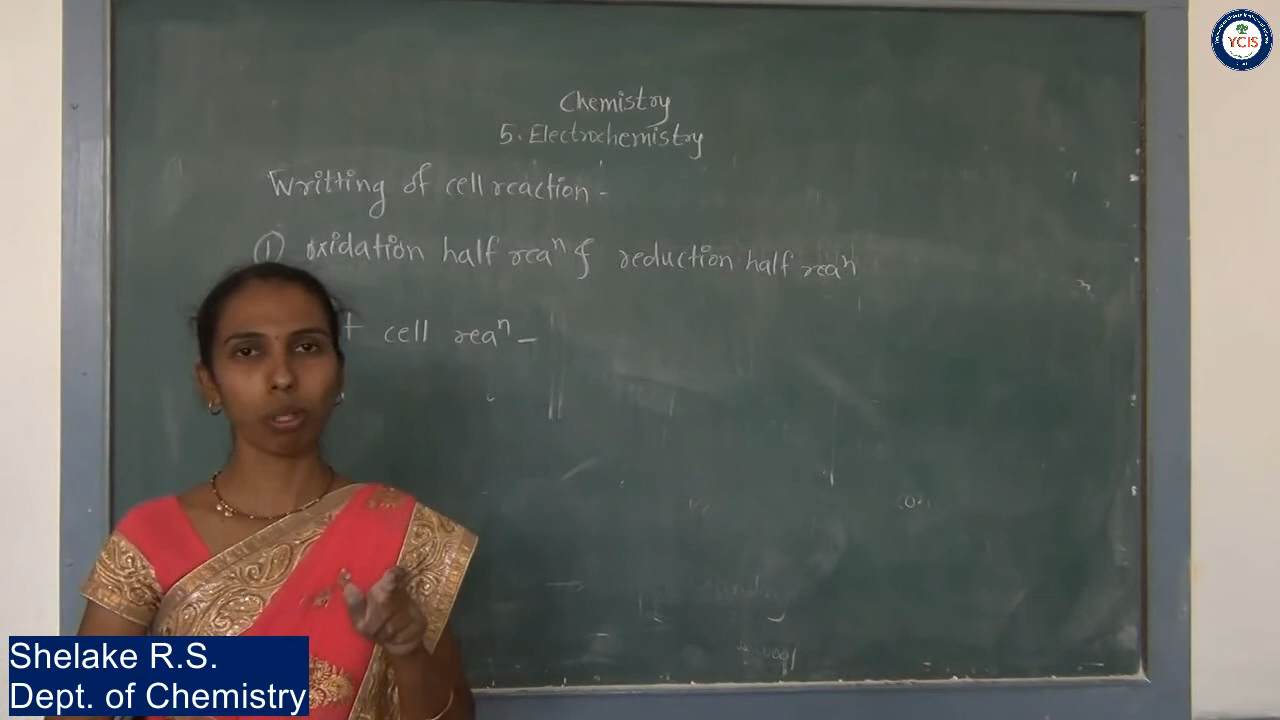 YCIS
Chemistry
5. Electrochemistry
Writting of cell reaction -
① oxidation half reaⁿ & reduction half reaⁿ
cell reaⁿ -
Shelake R.S.
Dept. of Chemistry